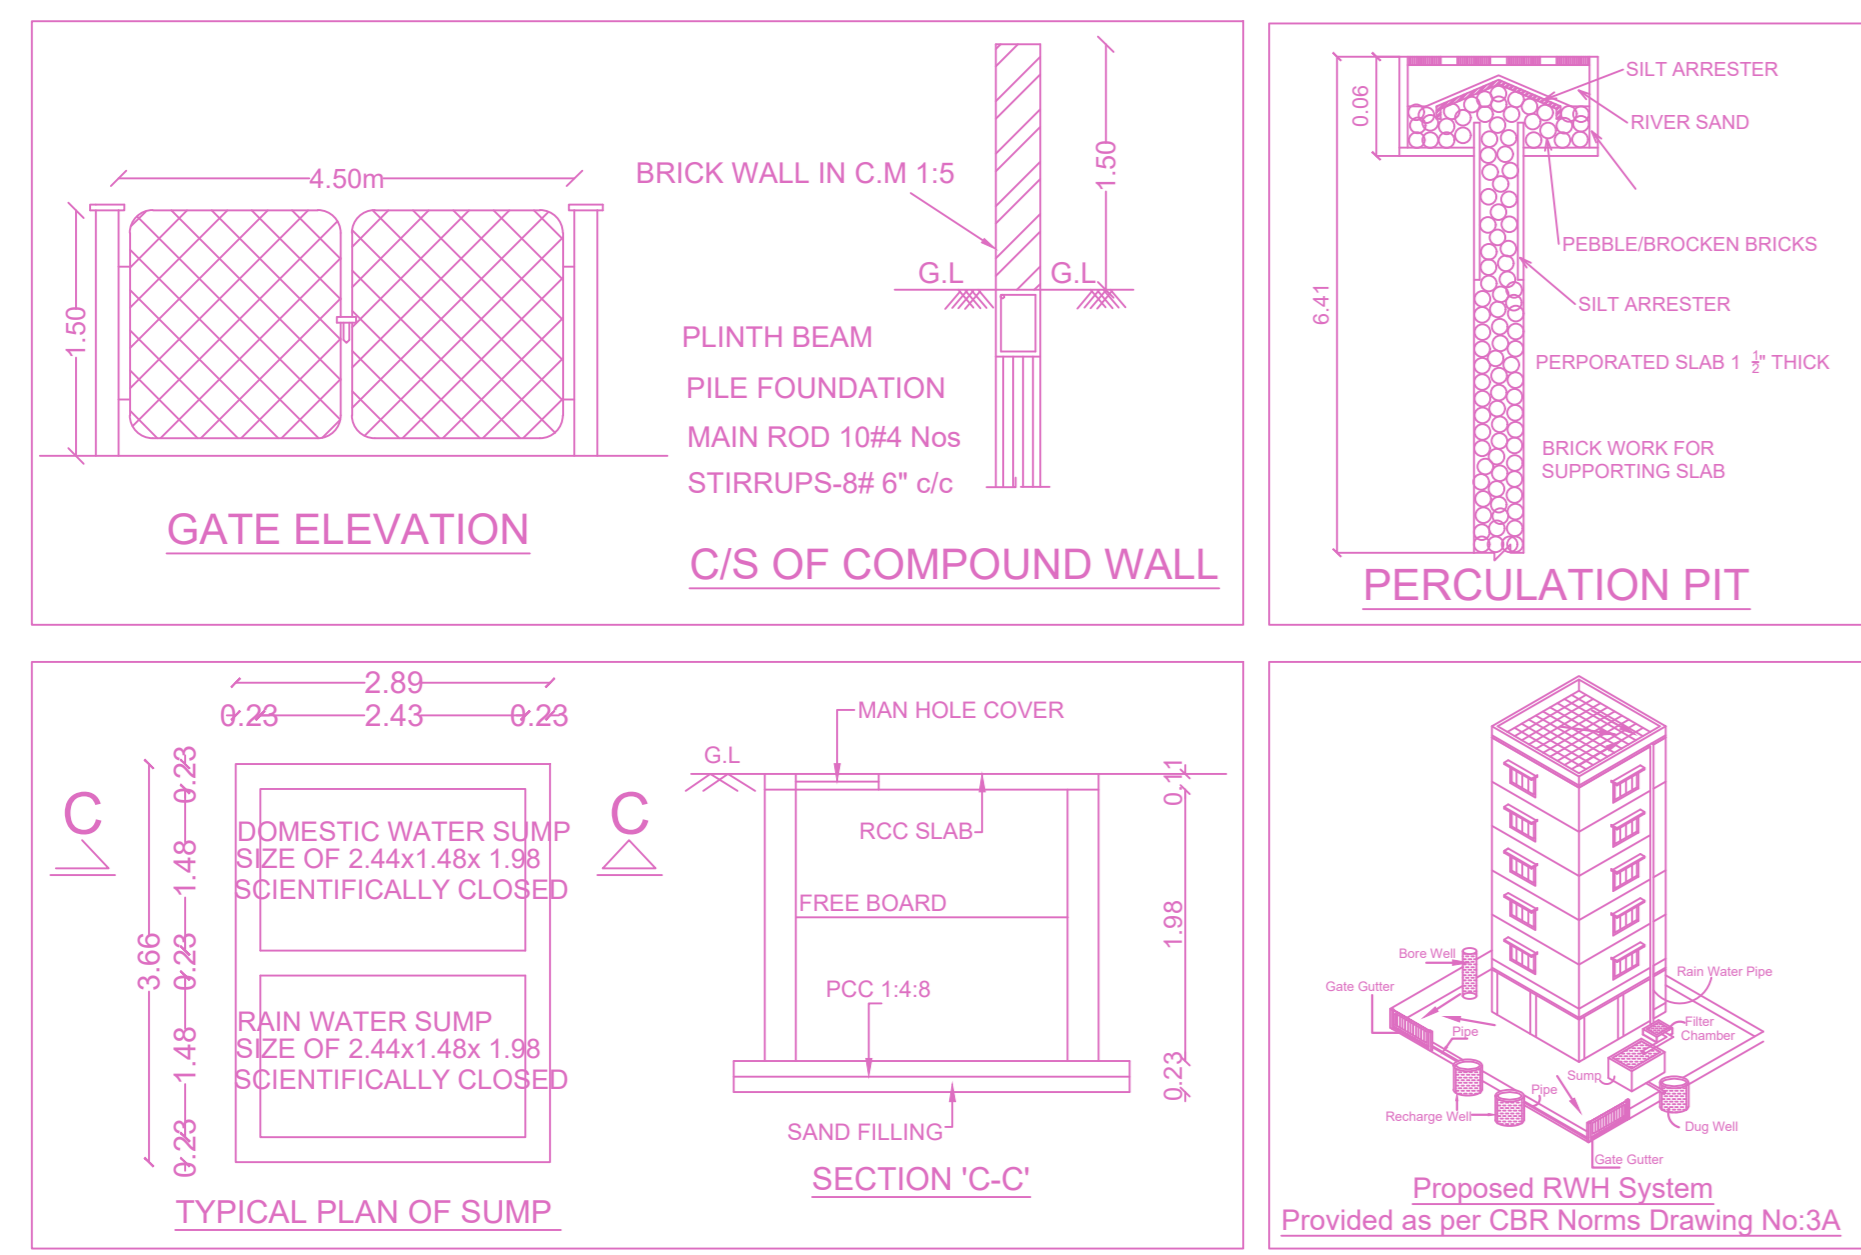 4.50m
1.50
GATE ELEVATION
BRICK WALL IN C.M 1:5
1.50
G.L
G.L
PLINTH BEAM
PILE FOUNDATION
MAIN ROD 10#4 Nos
STIRRUPS-8# 6" c/c
C/S OF COMPOUND WALL
0.06
6.41
SILT ARRESTER
RIVER SAND
PEBBLE/BROCKEN BRICKS
SILT ARRESTER
PERPORATED SLAB 1 1/2" THICK
BRICK WORK FOR
SUPPORTING SLAB
PERCULATION PIT
2.89
0.23 2.43 0.23
3.66
0.23
1.48
0.23
1.48
0.23
C
C
DOMESTIC WATER SUMP
SIZE OF 2.44x1.48x 1.98
SCIENTIFICALLY CLOSED
RAIN WATER SUMP
SIZE OF 2.44x1.48x 1.98
SCIENTIFICALLY CLOSED
TYPICAL PLAN OF SUMP
MAN HOLE COVER
G.L
0.11
RCC SLAB
FREE BOARD
1.98
PCC 1:4:8
0.23
SAND FILLING
SECTION 'C-C'
Bore Well
Gate Gutter
Pipe
Rain Water Pipe
Filter
Chamber
Sump
Pipe
Recharge Well
Dug Well
Gate Gutter
Proposed RWH System
Provided as per CBR Norms Drawing No:3A